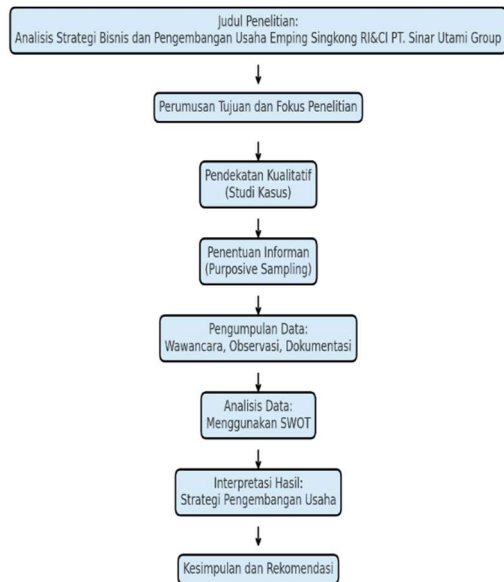 Judul Penelitian:
Analisis Strategi Bisnis dan Pengembangan Usaha Emping Singkong RI&CI PT. Sinar Utami Group
Perumusan Tujuan dan Fokus Penelitian
Pendekatan Kualitatif
(Studi Kasus)
Penentuan Informan
(Purposive Sampling)
Pengumpulan Data:
Wawancara, Observasi, Dokumentasi
Analisis Data:
Menggunakan SWOT
Interpretasi Hasil:
Strategi Pengembangan Usaha
Kesimpulan dan Rekomendasi